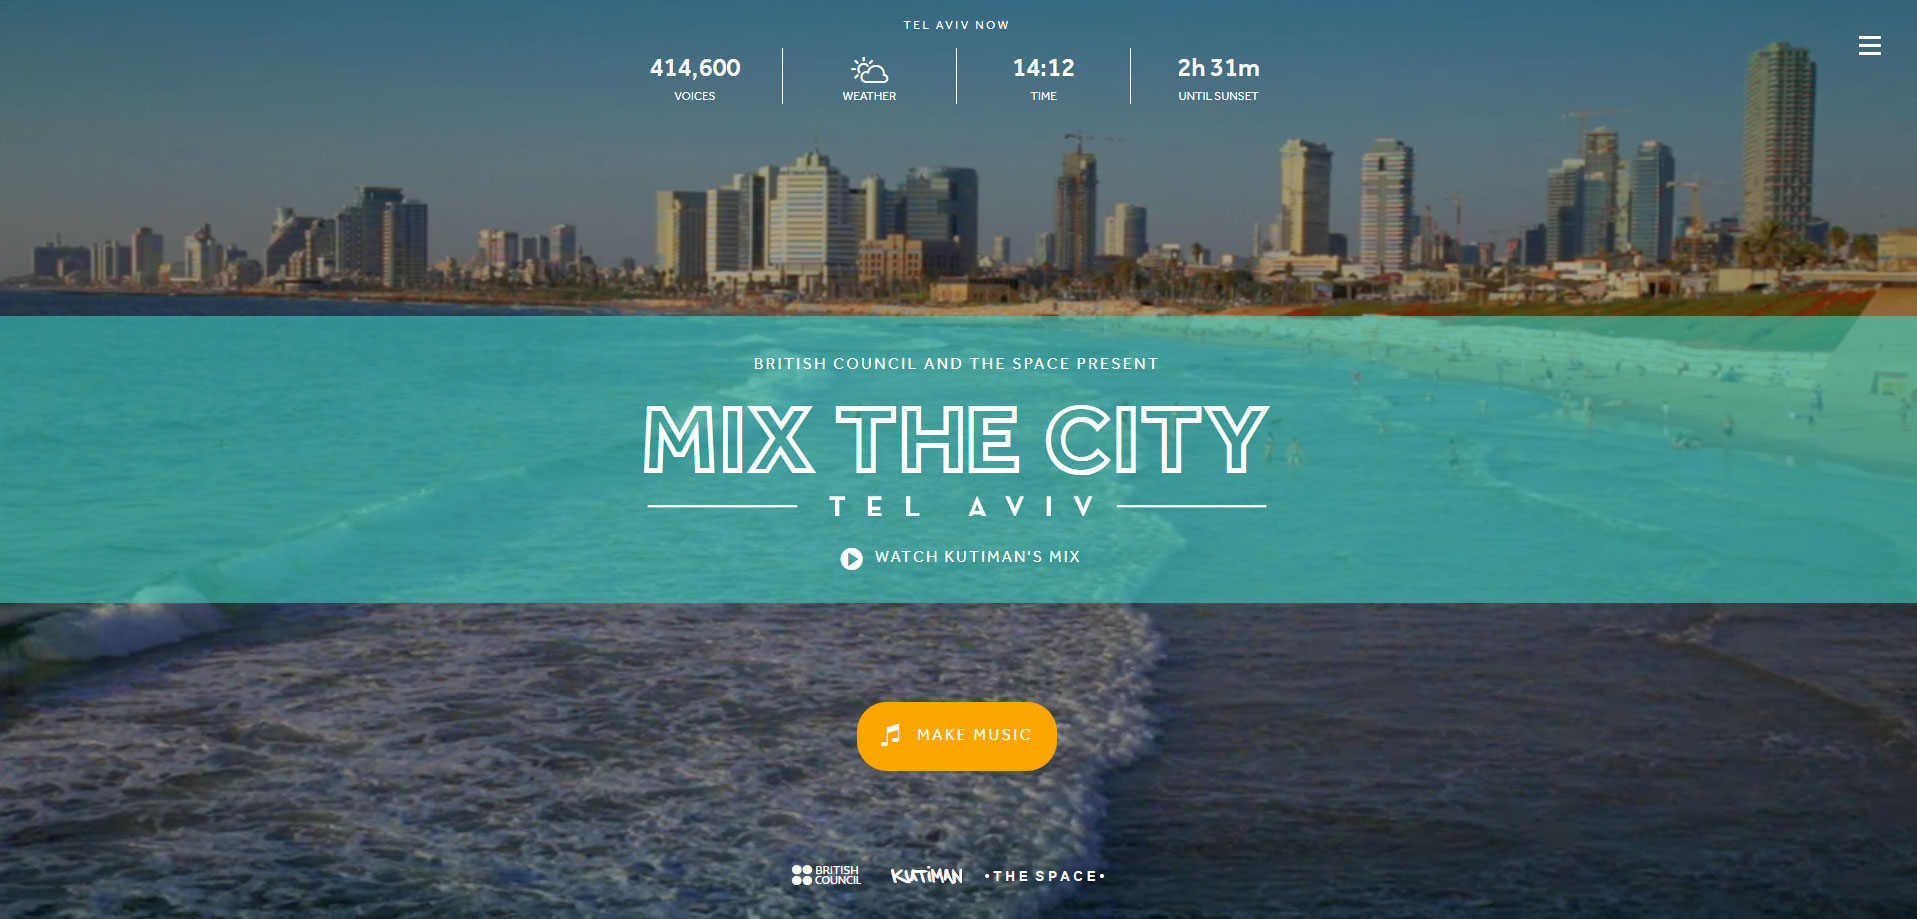 TEL AVIV NOW
414,600
VOICES
WEATHER
14:12
TIME
2h 31m
UNTIL SUNSET
BRITISH COUNCIL AND THE SPACE PRESENT
MIX THE CITY
TEL AVIV
WATCH KUTIMAN'S MIX
MAKE MUSIC
BRITISH
COUNCIL
KUTIMAN
•THE SPACE•